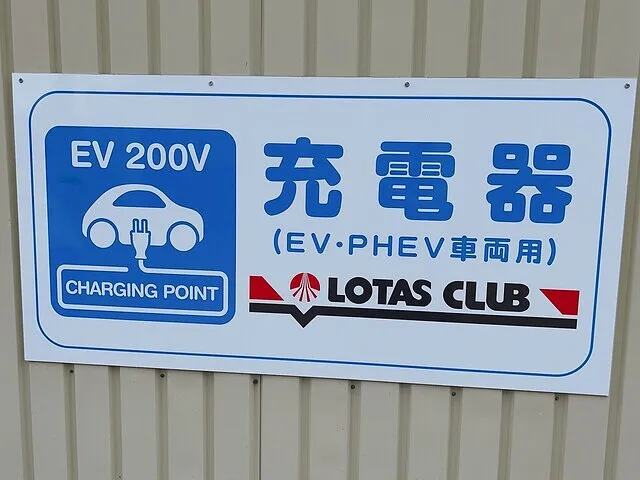 EV 200V
CHARGING POINT
充電器
(EV・PHEV車両用)
LOTAS CLUB